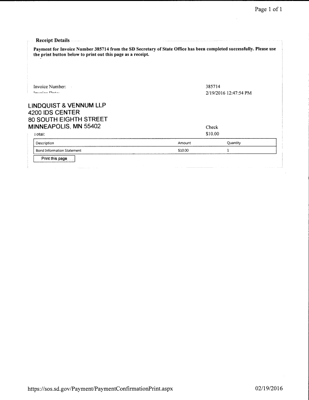 Page 1 of 1
Receipt Details
Payment for Invoice Number 385714 from the SD Secretary of State Office has been completed successfully. Please use
the print button below to print out this page as a receipt.
Invoice Number: 385714
2/19/2016 12:47:54 PM
LINDQUIST & VENNUM LLP
4200 IDS CENTER
80 SOUTH EIGHTH STREET
MINNEAPOLIS, MN 55402 Check
$10.00
Description Amount Quantity
Bond Information Statement $10.00 1
Print this page
https://sos.sd.gov/Payment/PaymentConfirmationPrint.aspx 02/19/2016